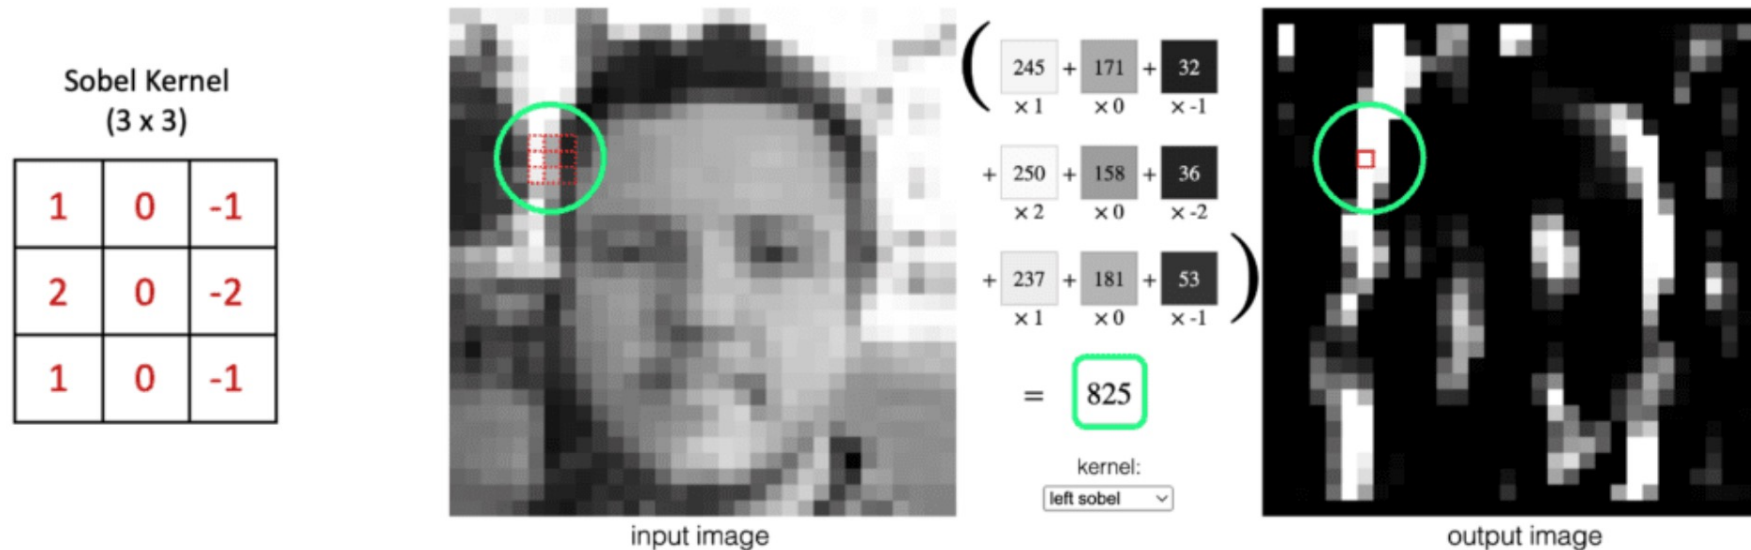 Sobel Kernel
(3 x 3)
1 0 -1
2 0 -2
1 0 -1
input image
( 245 + 171 + 32
× 1 × 0 × -1
+ 250 + 158 + 36
× 2 × 0 × -2
+ 237 + 181 + 53 )
× 1 × 0 × -1
= 825
kernel:
left sobel
output image